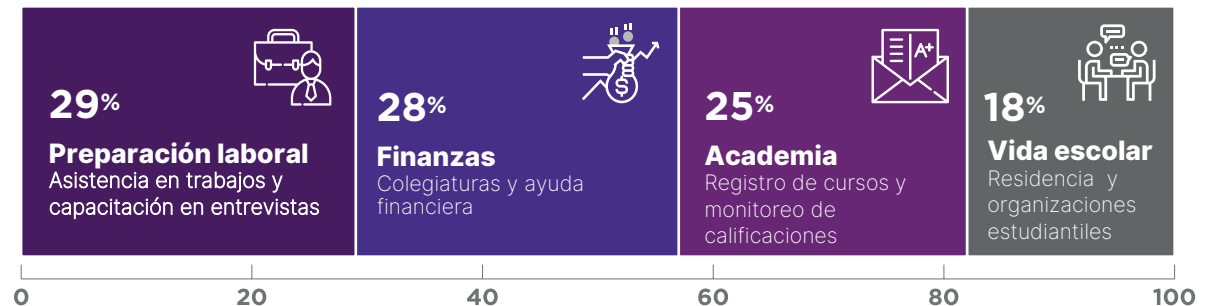 29%
Preparación laboral
Asistencia en trabajos y
capacitación en entrevistas
28%
Finanzas
Colegiaturas y ayuda
financiera
$
25%
Academia
Registro de cursos y
monitoreo de
calificaciones
A+
18%
Vida escolar
Residencia y
organizaciones
estudiantiles
0 20 40 60 80 100